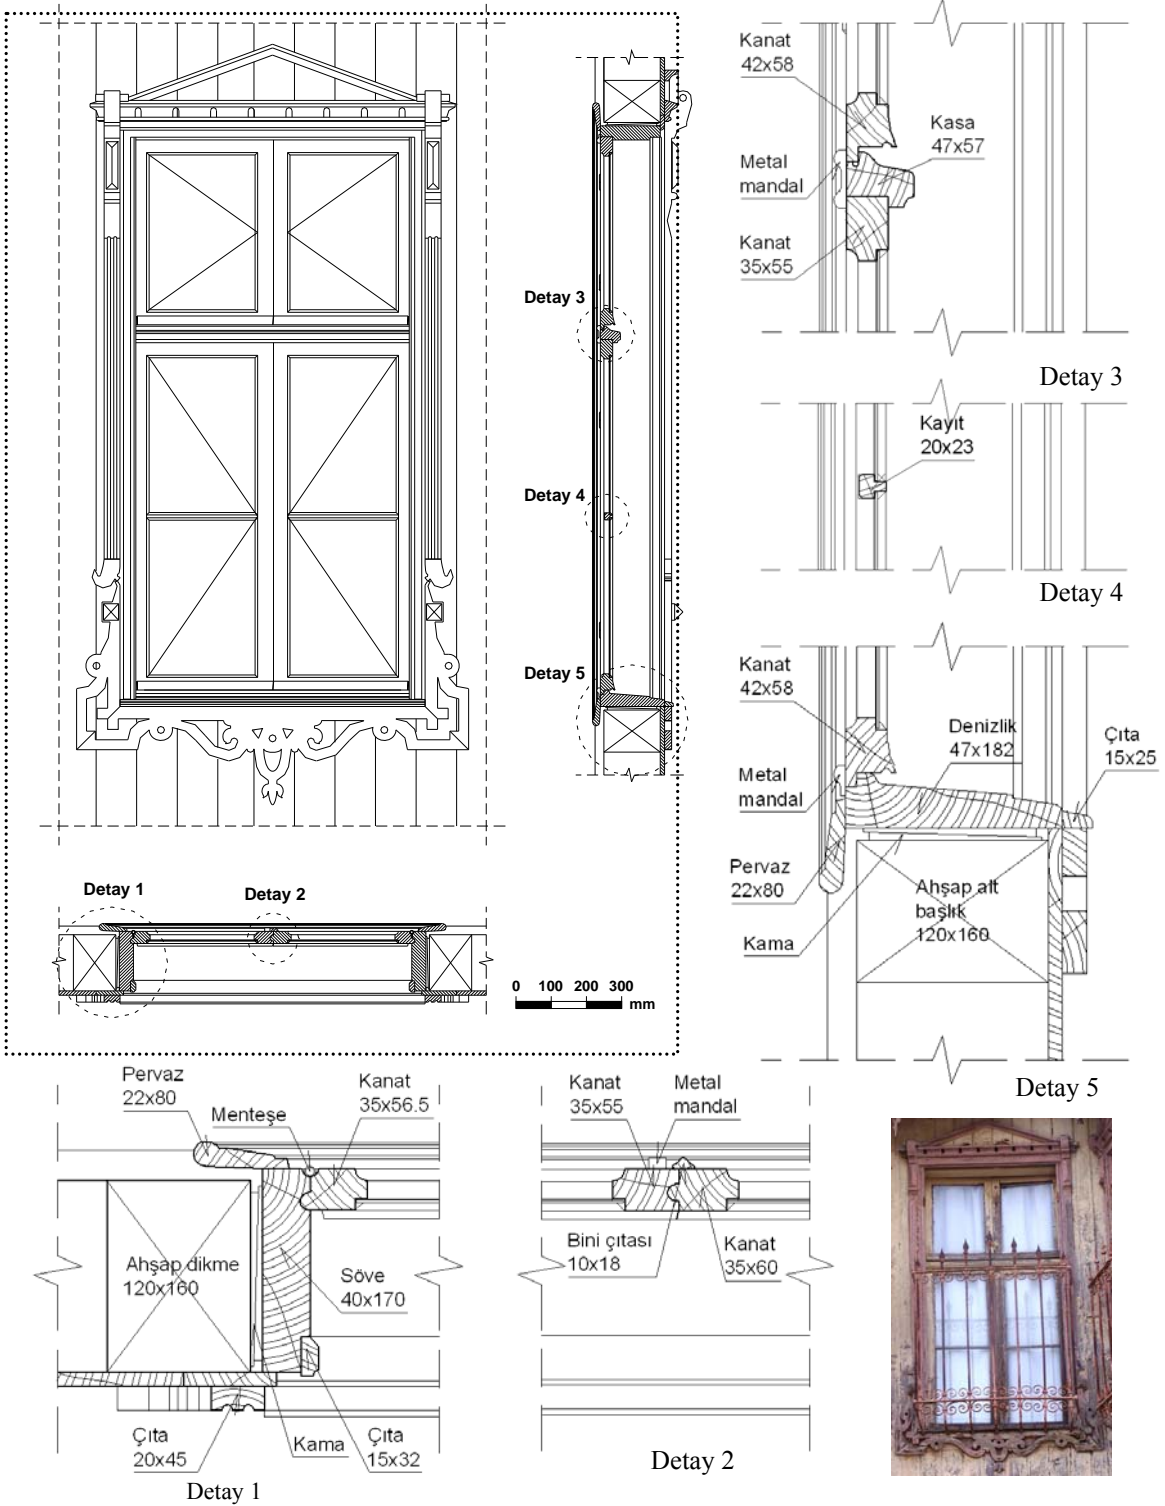 Detay 3
Detay 4
Detay 5
Detay 1
Detay 2
0 100 200 300
mm
Kanat
42x58
Kasa
47x57
Metal
mandal
Kanat
35x55
Detay 3
Kayıt
20x23
Detay 4
Kanat
42x58
Denizlik
47x182
Çıta
15x25
Metal
mandal
Pervaz
22x80
Ahşap alt
başlık
120x160
Kama
Detay 5
Pervaz
22x80
Menteşe
Kanat
35x56.5
Ahşap dikme
120x160
Söve
40x170
Çıta
20x45
Kama
Çıta
15x32
Detay 1
Kanat
35x55
Metal
mandal
Bini çıtası
10x18
Kanat
35x60
Detay 2